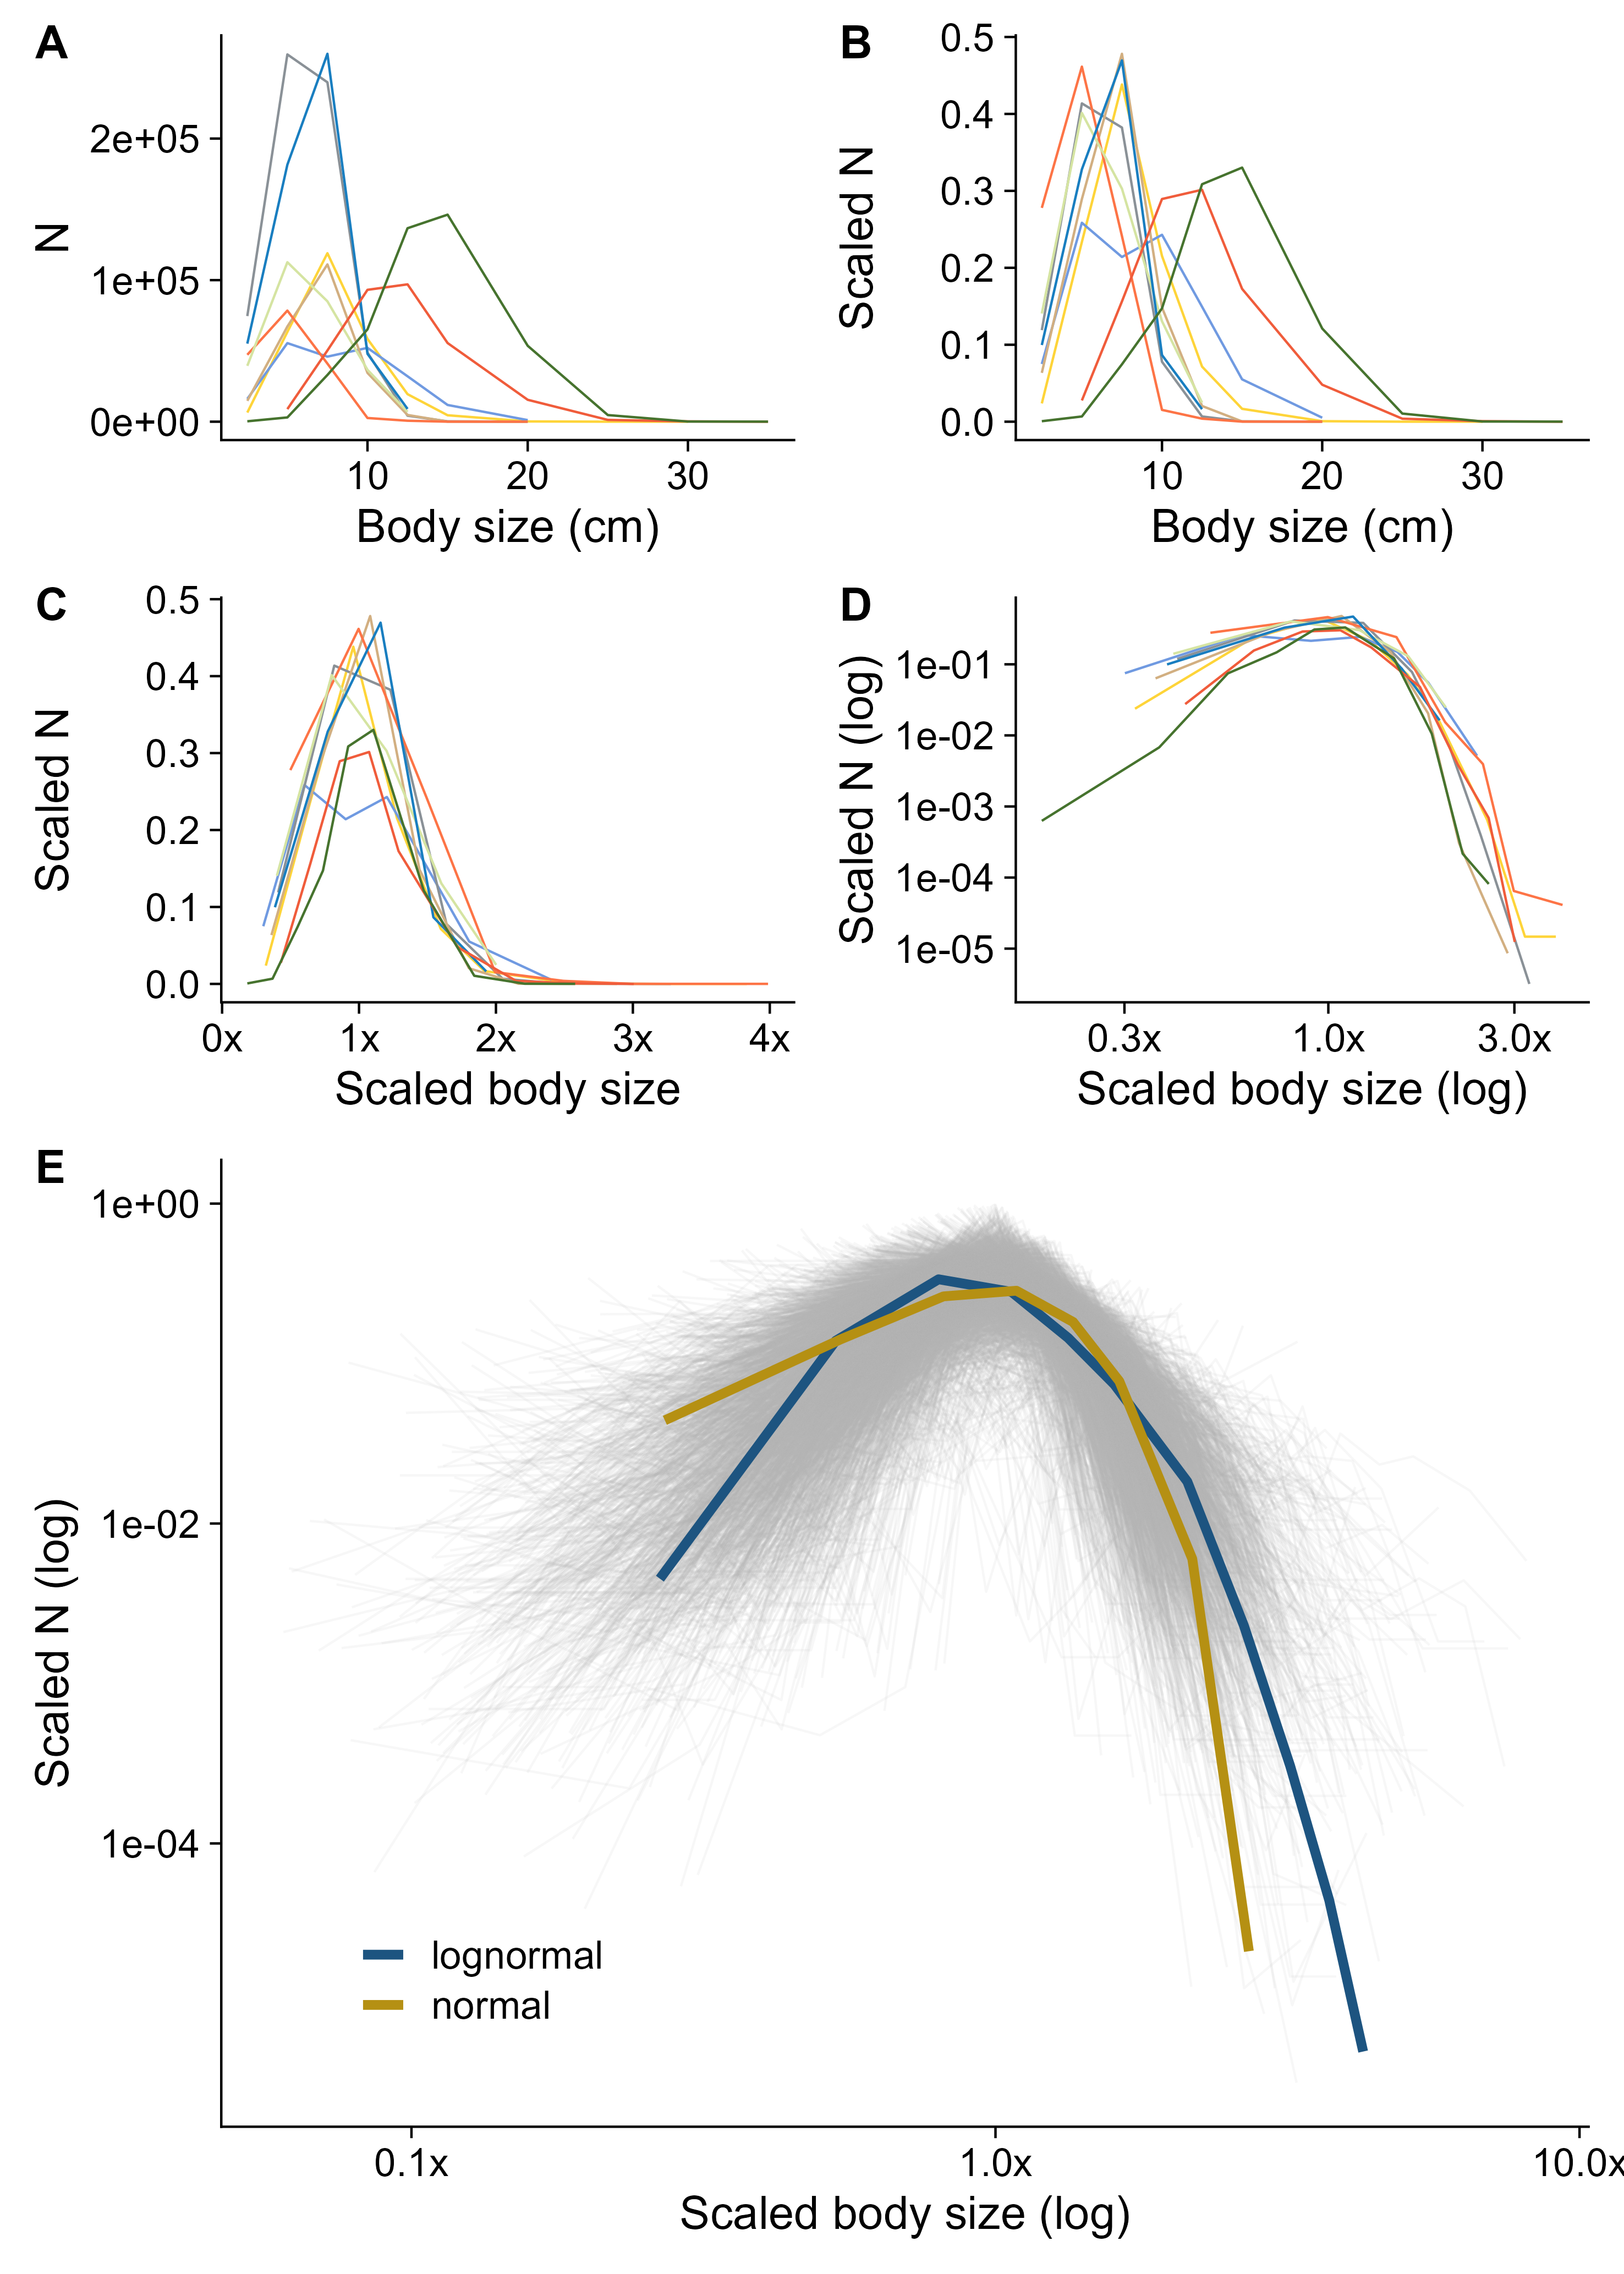 A
N
2e+05
1e+05
0e+00
10
20
30
Body size (cm)
B
Scaled N
0.5
0.4
0.3
0.2
0.1
0.0
10
20
30
Body size (cm)
C
Scaled N
0.5
0.4
0.3
0.2
0.1
0.0
0x
1x
2x
3x
4x
Scaled body size
D
Scaled N (log)
1e-01
1e-02
1e-03
1e-04
1e-05
0.3x
1.0x
3.0x
Scaled body size (log)
E
Scaled N (log)
1e+00
1e-02
1e-04
lognormal
normal
0.1x
1.0x
10.0x
Scaled body size (log)